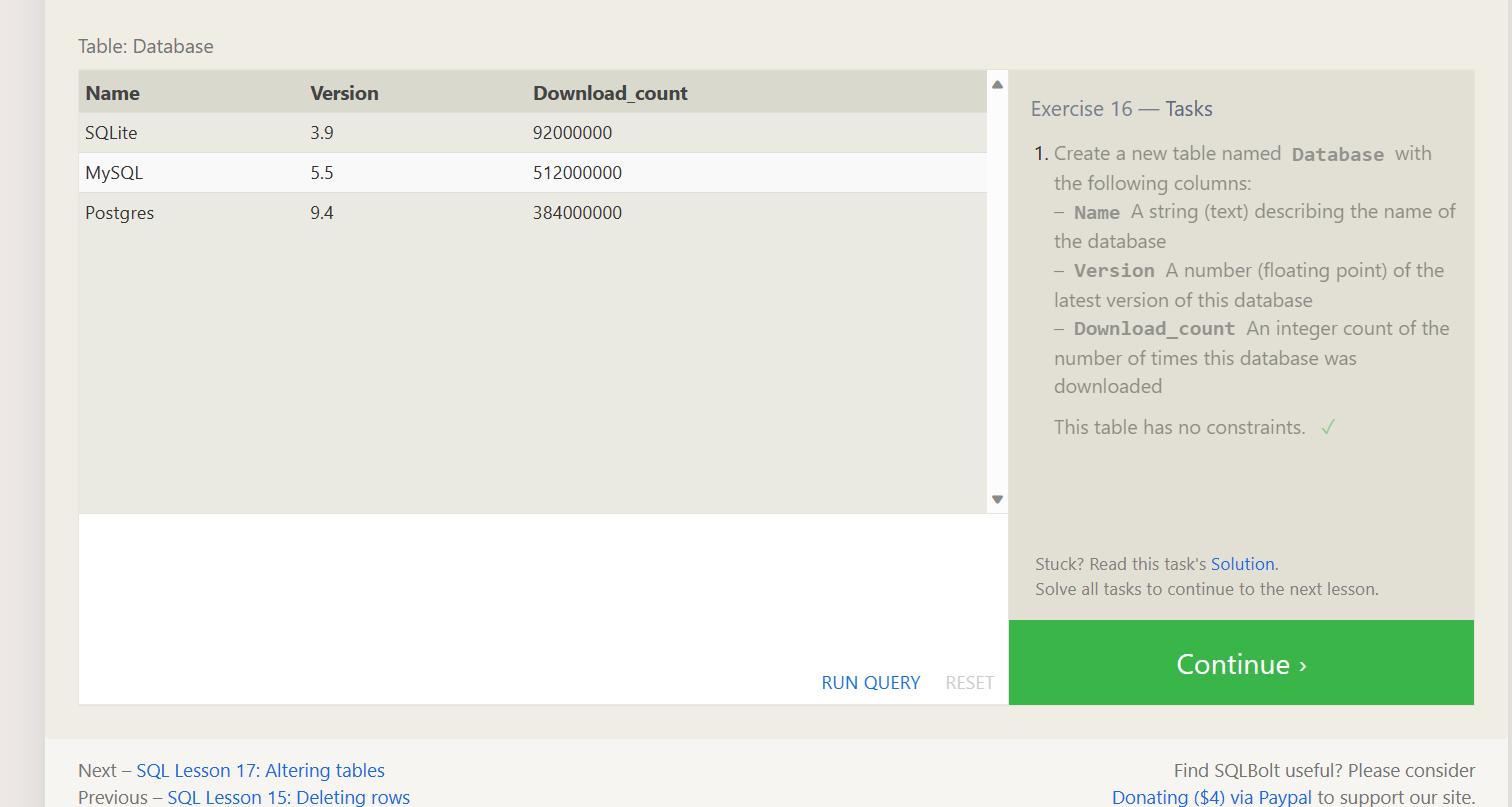 Table: Database
Name Version Download_count
SQLite 3.9 92000000
MySQL 5.5 512000000
Postgres 9.4 384000000
RUN QUERY RESET
Exercise 16 — Tasks
1. Create a new table named Database with
the following columns:
– Name A string (text) describing the name of
the database
– Version A number (floating point) of the
latest version of this database
– Download_count An integer count of the
number of times this database was
downloaded
This table has no constraints. ✓
Stuck? Read this task's Solution.
Solve all tasks to continue to the next lesson.
Continue ›
Next – SQL Lesson 17: Altering tables
Previous – SQL Lesson 15: Deleting rows
Find SQLBolt useful? Please consider
Donating ($4) via Paypal to support our site.